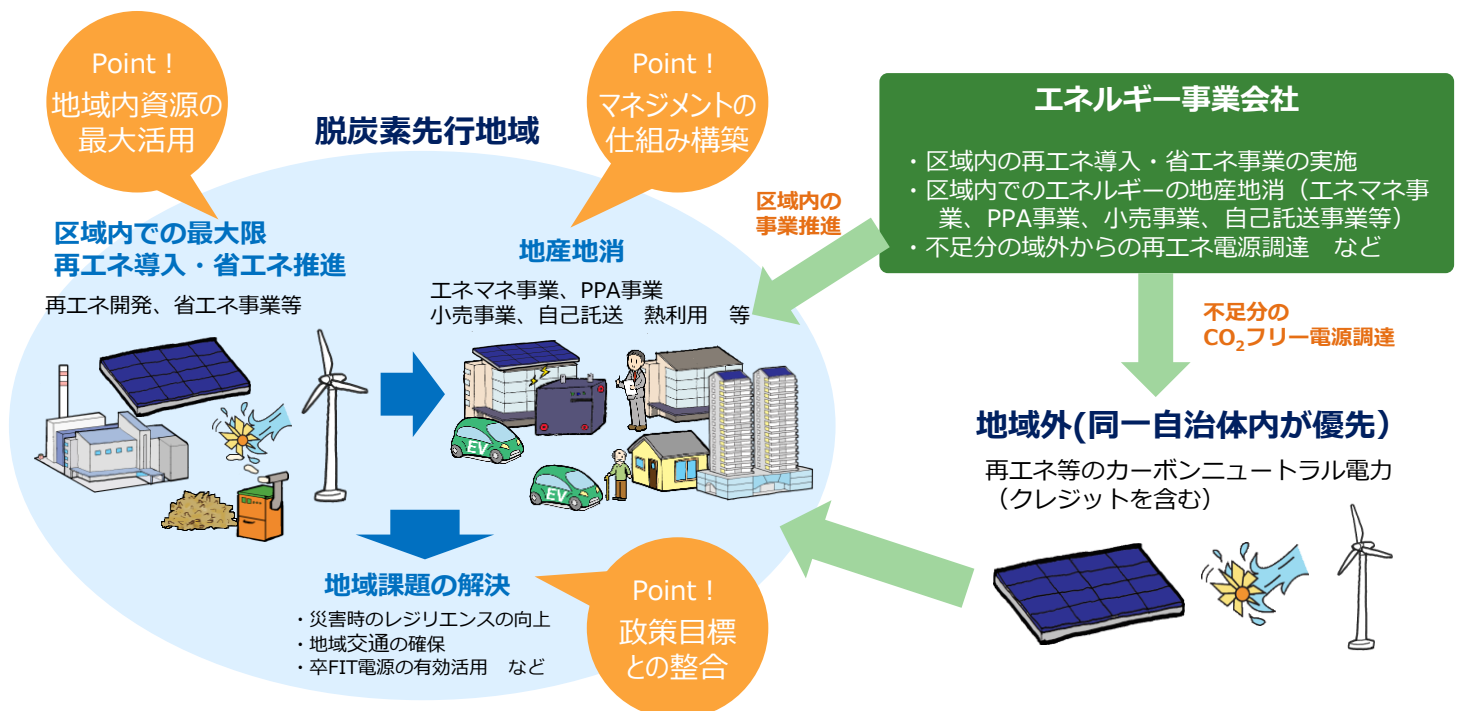 Point！
地域内資源の
最大活用
Point！
マネジメントの
仕組み構築
脱炭素先行地域
区域内での最大限
再エネ導入・省エネ推進
再エネ開発、省エネ事業等
地産地消
エネマネ事業、PPA事業
小売事業、自己託送　熱利用　等
EV
EV
地域課題の解決
・災害時のレジリエンスの向上
・地域交通の確保
・卒FIT電源の有効活用　など
Point！
政策目標
との整合
区域内の
事業推進
エネルギー事業会社
・区域内の再エネ導入・省エネ事業の実施
・区域内でのエネルギーの地産地消（エネマネ事
業、PPA事業、小売事業、自己託送事業等）
・不足分の域外からの再エネ電源調達　など
不足分の
CO₂フリー電源調達
地域外(同一自治体内が優先）
再エネ等のカーボンニュートラル電力
（クレジットを含む）